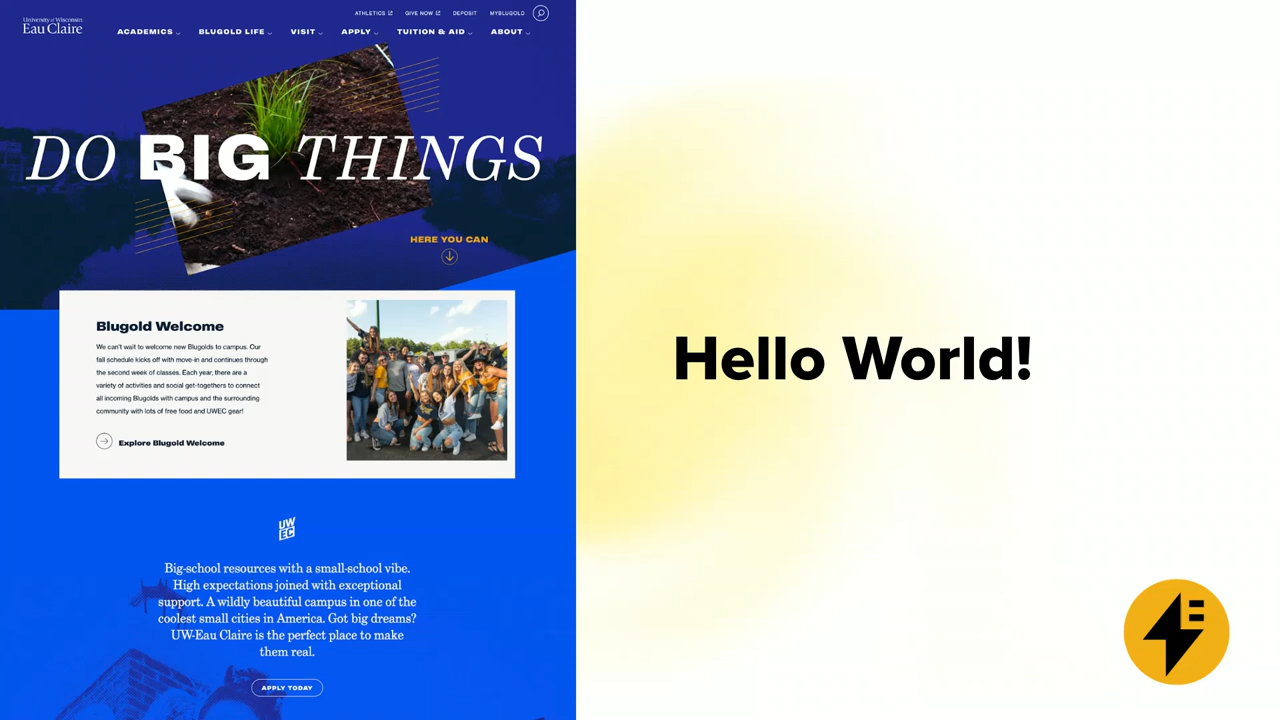 University of Wisconsin
Eau Claire
ATHLETICS
GIVE NOW
DEPOSIT
MYBLUGOLD
ACADEMICS
BLUGOLD LIFE
VISIT
APPLY
TUITION & AID
ABOUT
DO BIG THINGS
HERE YOU CAN
Blugold Welcome
We can't wait to welcome new Blugolds to campus. Our
fall schedule kicks off with move-in and continues through
the second week of classes. Each year, there are a
variety of activities and social get-togethers to connect
all incoming Blugolds with campus and the surrounding
community with lots of free food and UWEC gear!
Explore Blugold Welcome
UW
EC
Big-school resources with a small-school vibe.
High expectations joined with exceptional
support. A wildly beautiful campus in one of the
coolest small cities in America. Got big dreams?
UW-Eau Claire is the perfect place to make
them real.
APPLY TODAY
Hello World!
E